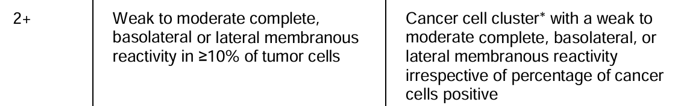 2+
Weak to moderate complete,
basolateral or lateral membranous
reactivity in ≥10% of tumor cells
Cancer cell cluster* with a weak to
moderate complete, basolateral, or
lateral membranous reactivity
irrespective of percentage of cancer
cells positive